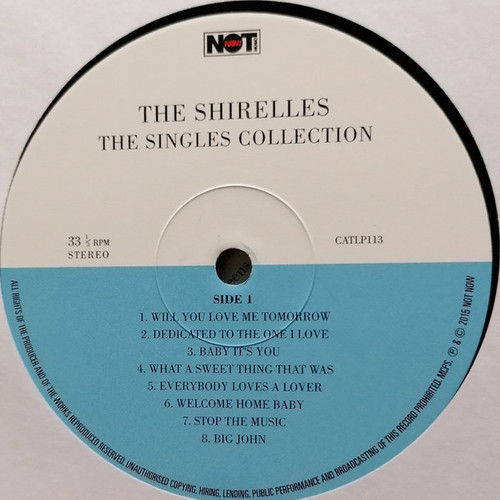 NOT NOW MUSIC
THE SHIRELLES
THE SINGLES COLLECTION
33 1/3 RPM
STEREO
CATLP113
SIDE 1
1. WILL YOU LOVE ME TOMORROW
2. DEDICATED TO THE ONE I LOVE
3. BABY IT'S YOU
4. WHAT A SWEET THING THAT WAS
5. EVERYBODY LOVES A LOVER
6. WELCOME HOME BABY
7. STOP THE MUSIC
8. BIG JOHN
ALL RIGHTS OF THE PRODUCER AND OF THE WORKS REPRODUCED RESERVED. UNAUTHORISED COPYING, HIRING, LENDING, PUBLIC PERFORMANCE AND BROADCASTING OF THIS RECORD PROHIBITED. MCPS. ℗ & © 2016 NOT NOW